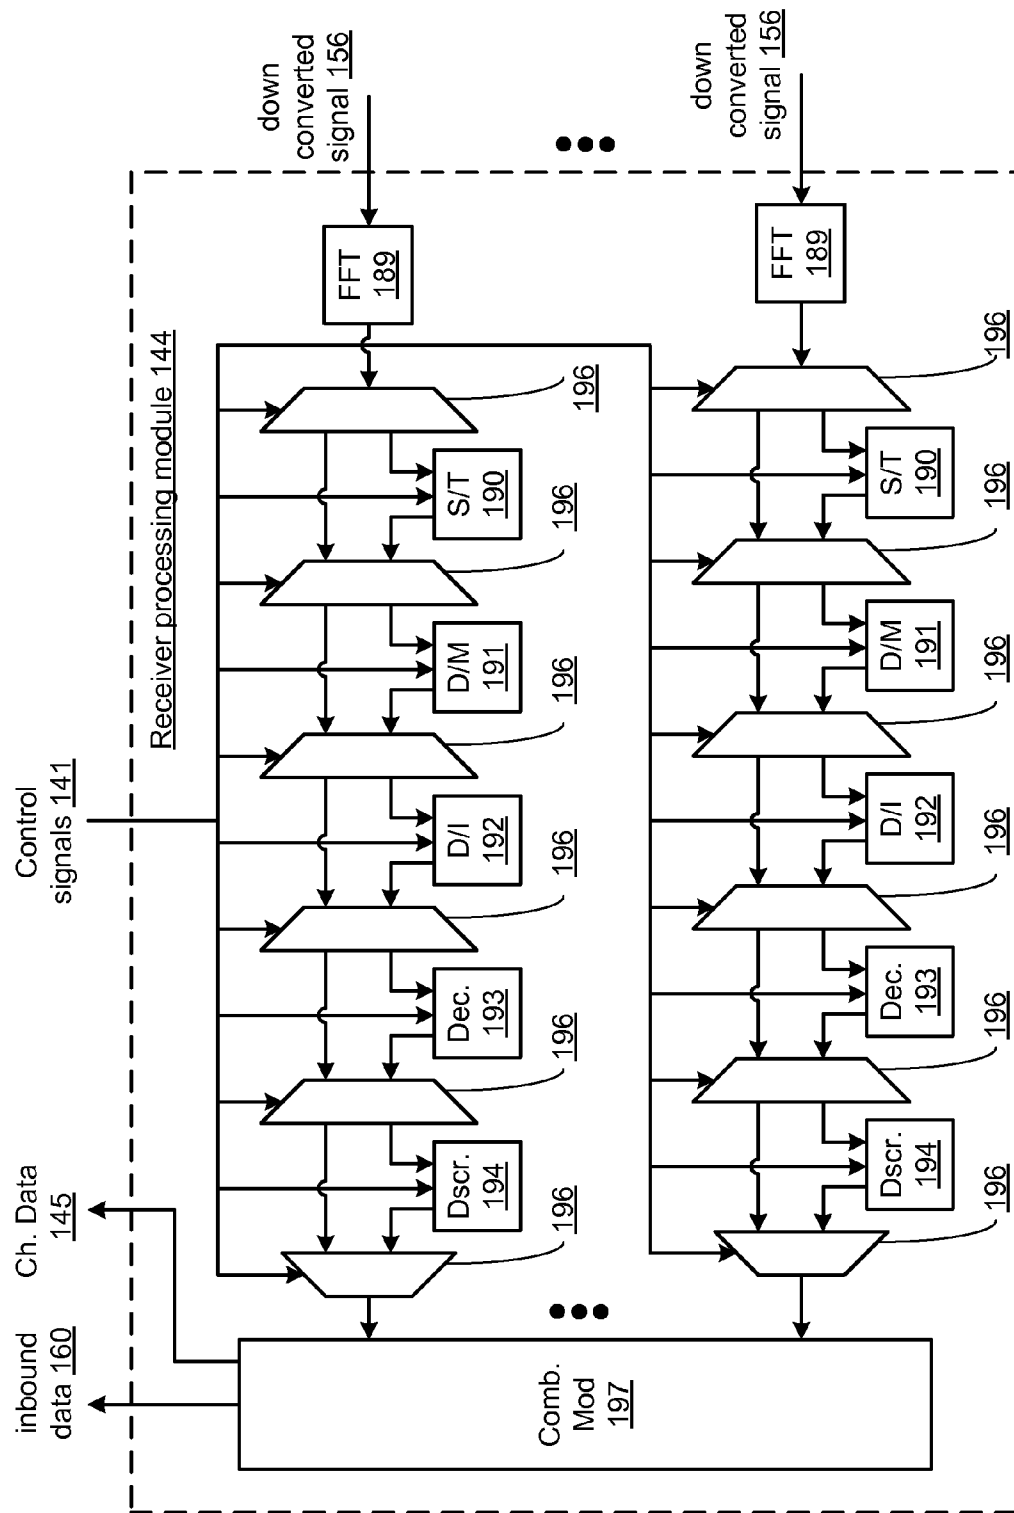 inbound
data 160
Ch. Data
145
Control
signals 141
Receiver processing module 144
down
converted
signal 156
down
converted
signal 156
FFT
189
196
S/T
190
196
D/M
191
196
D/I
192
196
Dec.
193
196
Dscr.
194
196
FFT
189
196
S/T
190
196
D/M
191
196
D/I
192
196
Dec.
193
196
Dscr.
194
196
Comb.
Mod
197